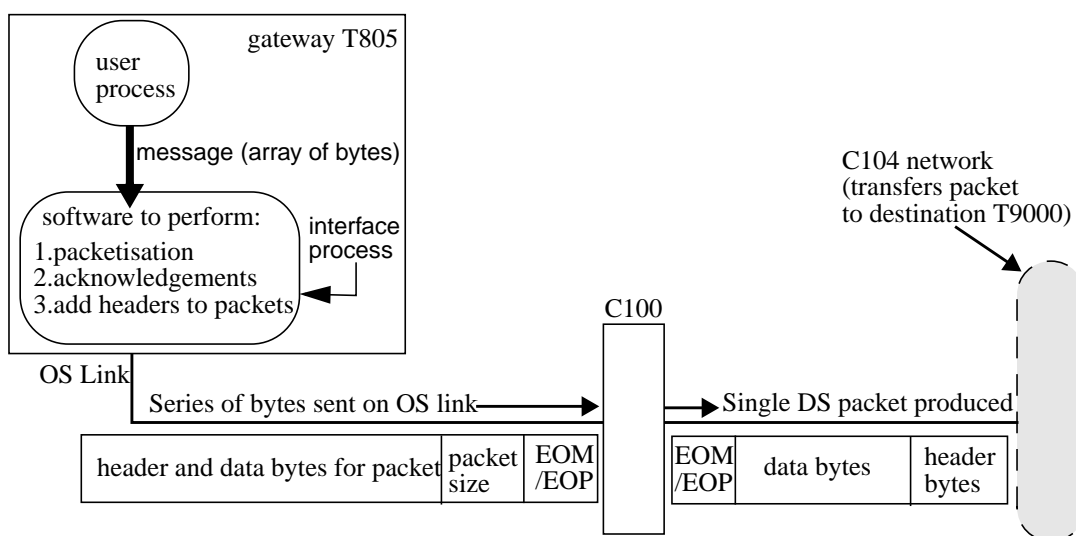 gateway T805
user
process
message (array of bytes)
software to perform:
1.packetisation
2.acknowledgements
3.add headers to packets
interface
process
C104 network
(transfers packet
to destination T9000)
C100
OS Link
Series of bytes sent on OS link
Single DS packet produced
header and data bytes for packet
packet
size
EOM
/EOP
EOM
/EOP
data bytes
header
bytes